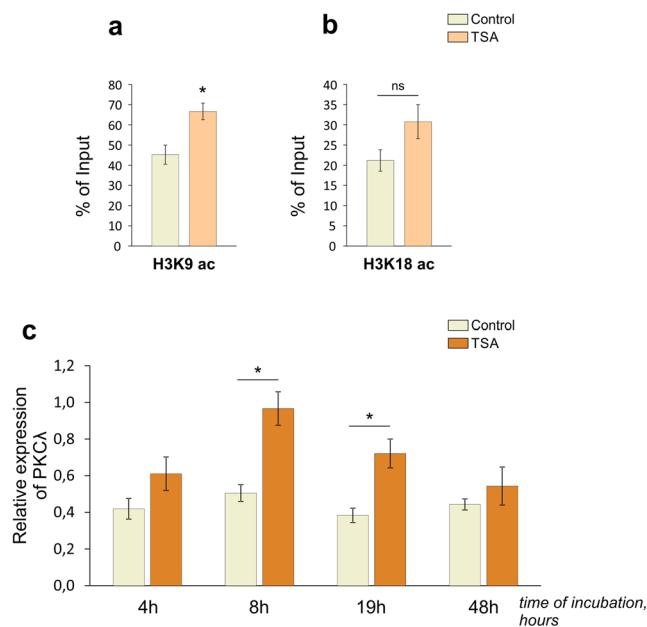 a
b
Control
TSA
% of Input
80
70
60
50
40
30
20
10
0
*
H3K9 ac
% of Input
40
35
30
25
20
15
10
5
0
ns
H3K18 ac
c
Control
TSA
Relative expression
of PKCλ
1,2
1,0
0,8
0,6
0,4
0,2
0,0
*
*
4h
8h
19h
48h
time of incubation,
hours